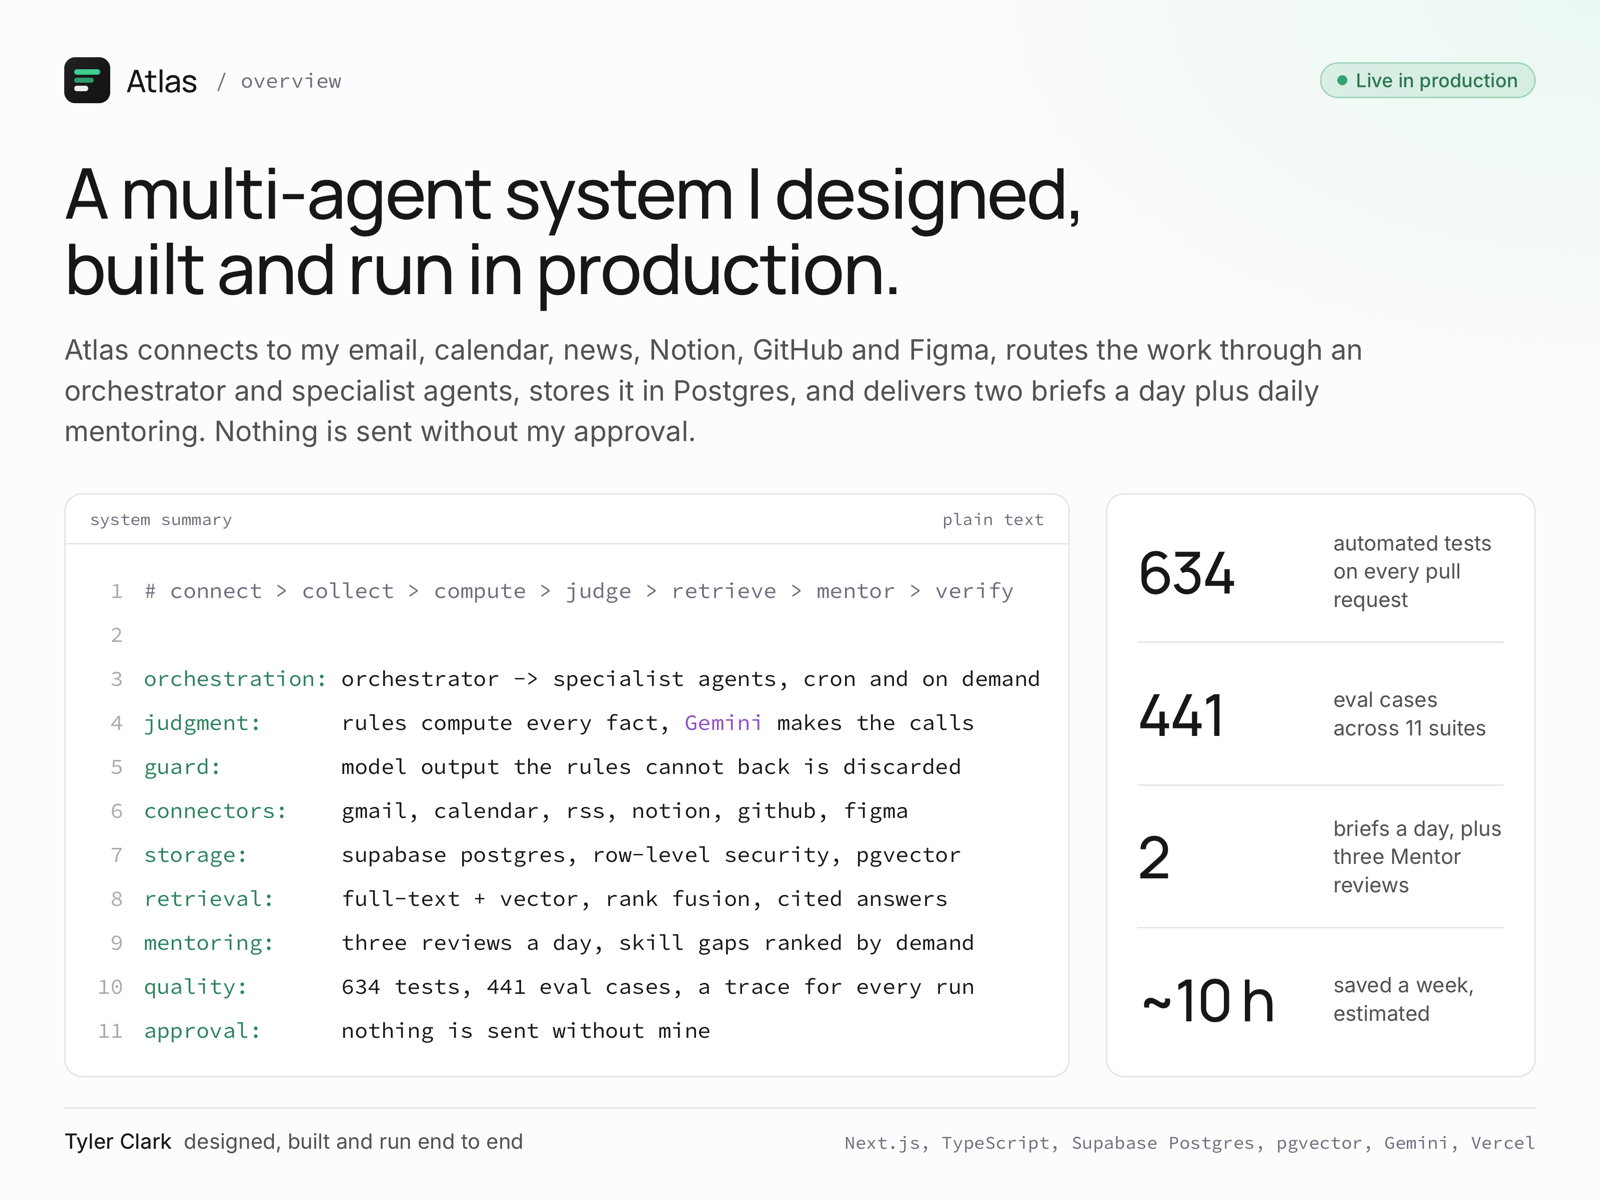 Atlas / overview
Live in production
A multi-agent system I designed,
built and run in production.
Atlas connects to my email, calendar, news, Notion, GitHub and Figma, routes the work through an
orchestrator and specialist agents, stores it in Postgres, and delivers two briefs a day plus daily
mentoring. Nothing is sent without my approval.
system summary
plain text
1 # connect > collect > compute > judge > retrieve > mentor > verify
2
3 orchestration: orchestrator -> specialist agents, cron and on demand
4 judgment: rules compute every fact, Gemini makes the calls
5 guard: model output the rules cannot back is discarded
6 connectors: gmail, calendar, rss, notion, github, figma
7 storage: supabase postgres, row-level security, pgvector
8 retrieval: full-text + vector, rank fusion, cited answers
9 mentoring: three reviews a day, skill gaps ranked by demand
10 quality: 634 tests, 441 eval cases, a trace for every run
11 approval: nothing is sent without mine
634
automated tests
on every pull
request
441
eval cases
across 11 suites
2
briefs a day, plus
three Mentor
reviews
~10 h
saved a week,
estimated
Tyler Clark designed, built and run end to end
Next.js, TypeScript, Supabase Postgres, pgvector, Gemini, Vercel